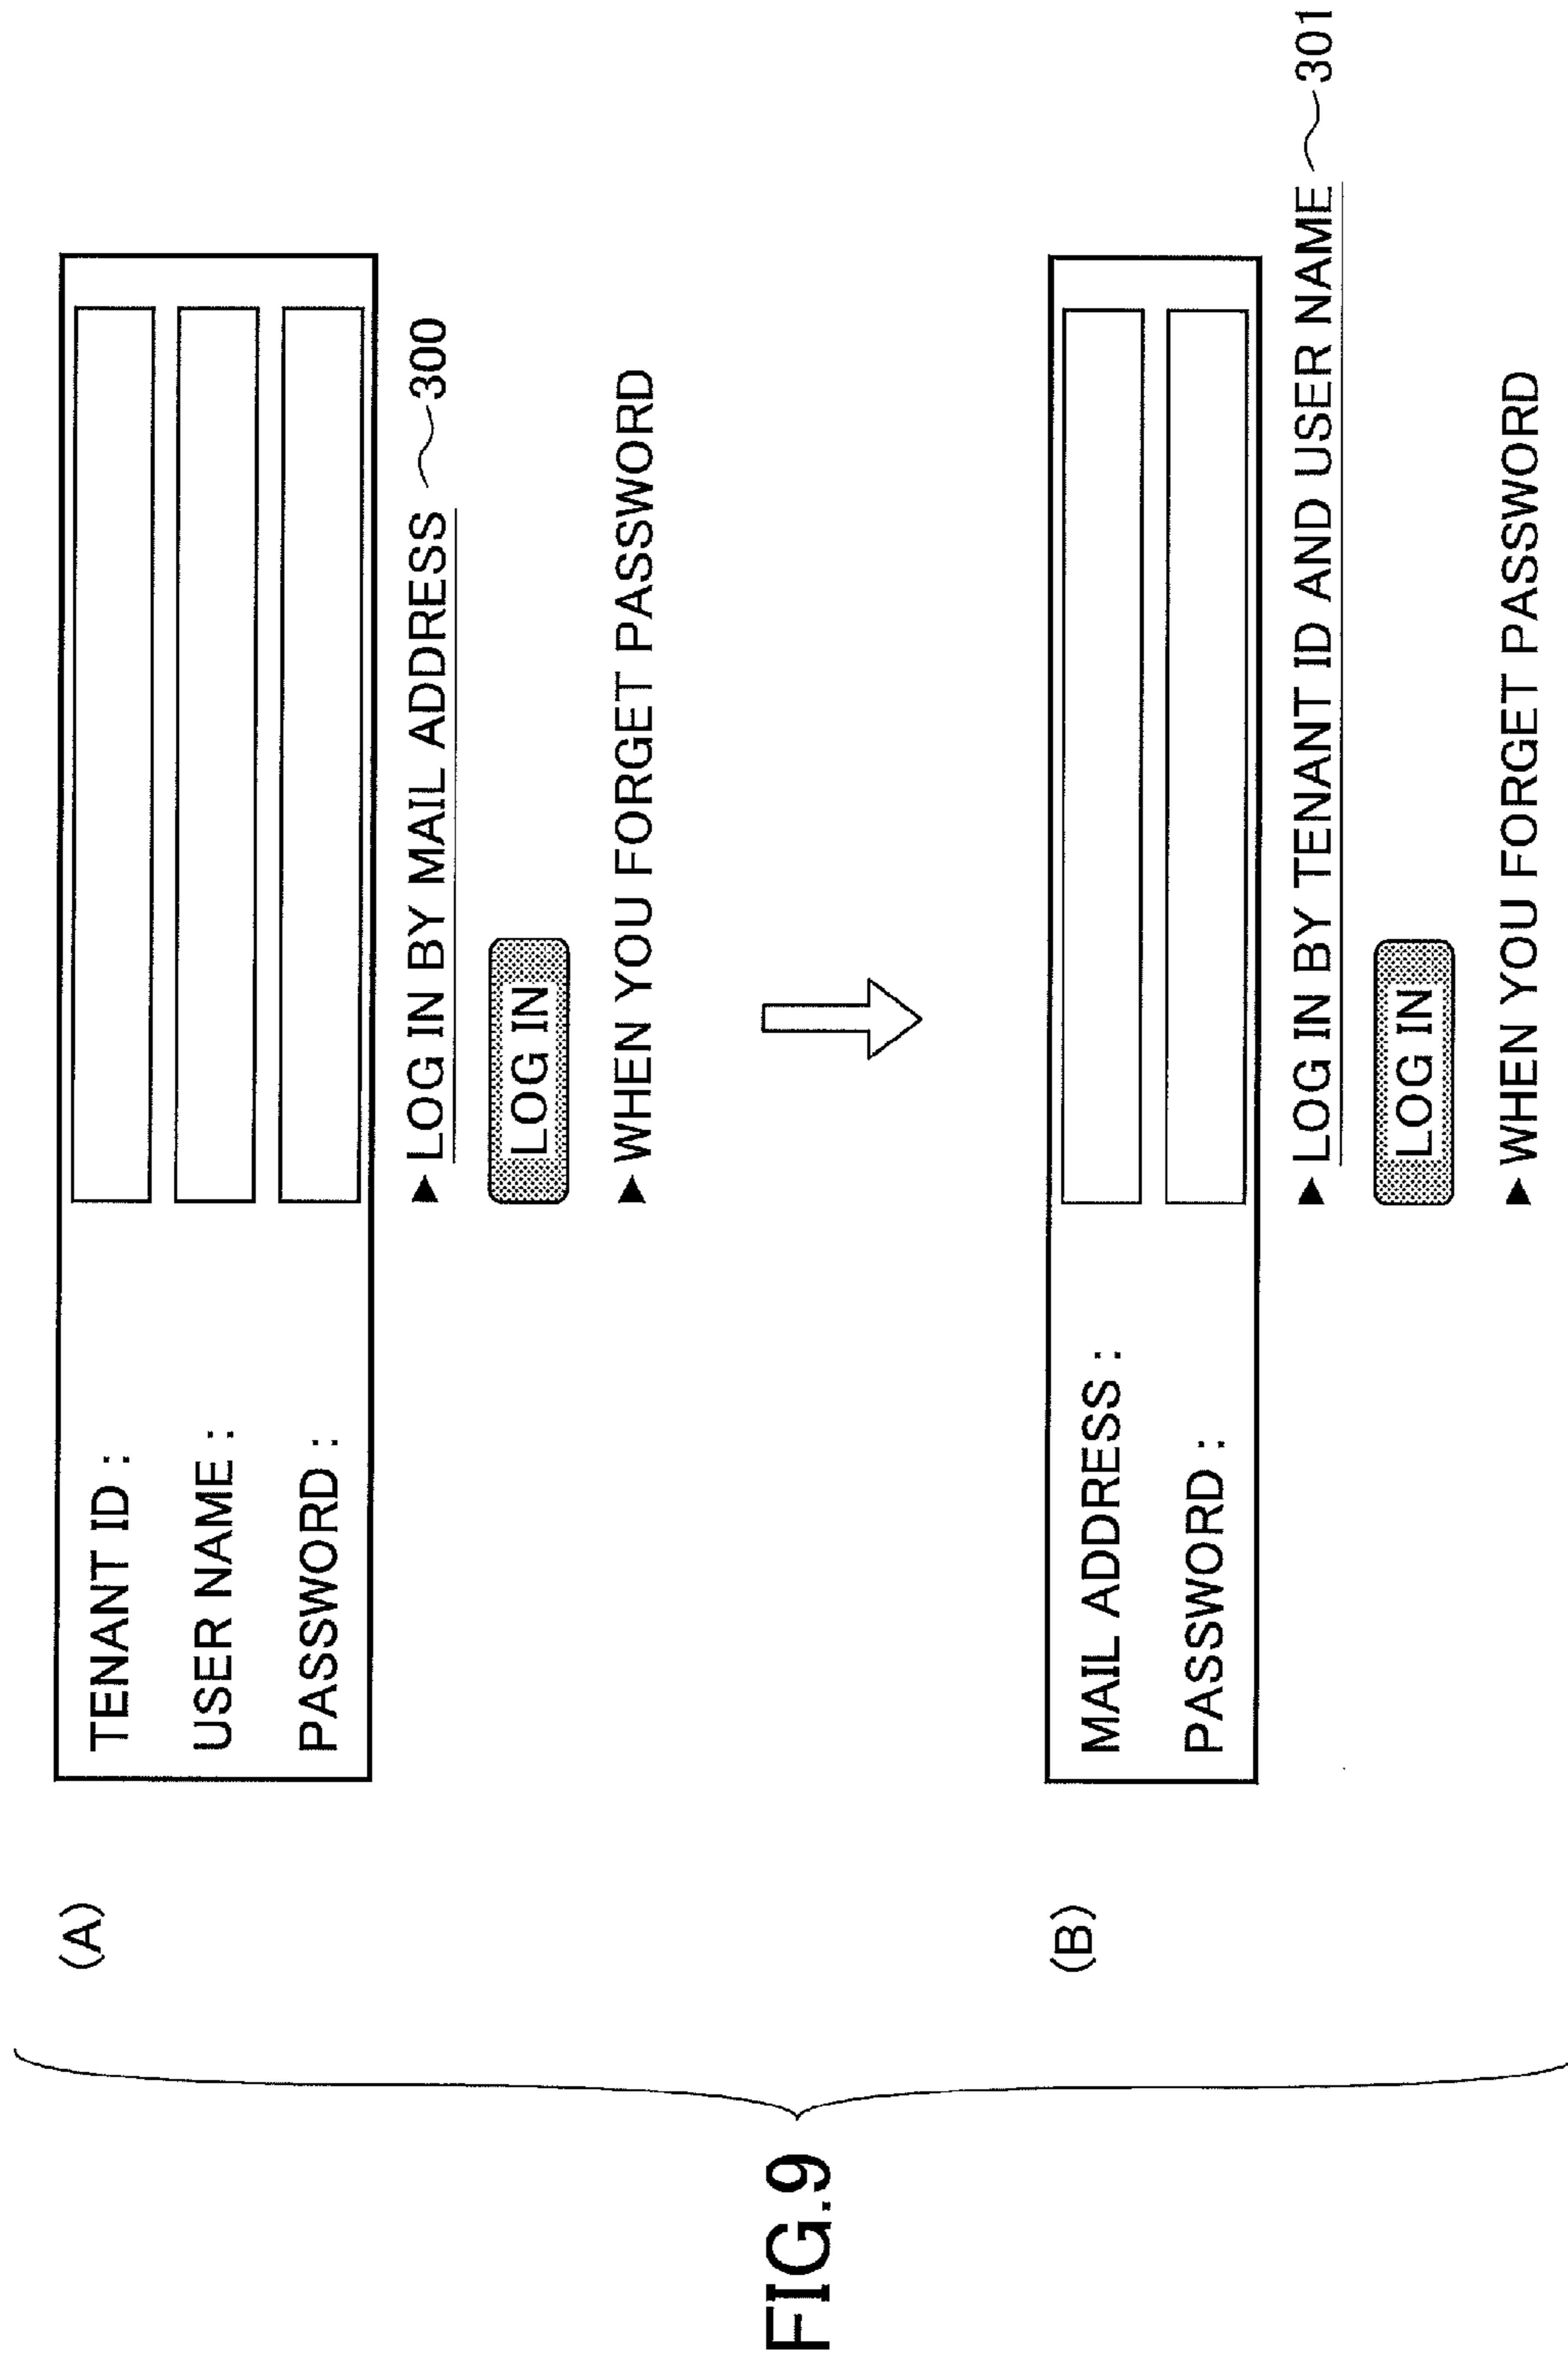 FIG.9
(A)
TENANT ID :
USER NAME :
PASSWORD :
▶LOG IN BY MAIL ADDRESS ~300
LOG IN
▶WHEN YOU FORGET PASSWORD
(B)
MAIL ADDRESS :
PASSWORD :
▶LOG IN BY TENANT ID AND USER NAME ~301
LOG IN
▶WHEN YOU FORGET PASSWORD